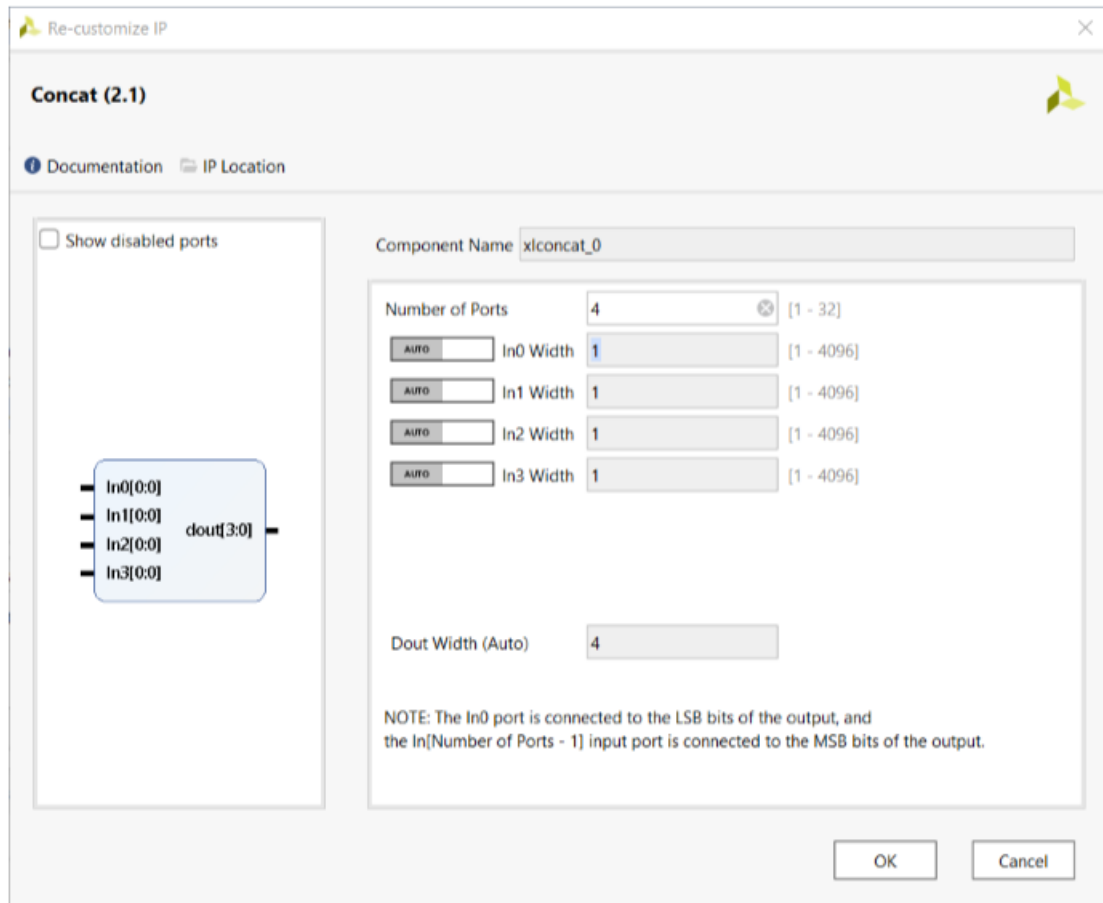 Re-customize IP
Concat (2.1)
Documentation IP Location
Show disabled ports
In0[0:0]
In1[0:0]
In2[0:0]
In3[0:0]
dout[3:0]
Component Name xlconcat_0
Number of Ports 4 [1 - 32]
AUTO In0 Width 1 [1 - 4096]
AUTO In1 Width 1 [1 - 4096]
AUTO In2 Width 1 [1 - 4096]
AUTO In3 Width 1 [1 - 4096]
Dout Width (Auto) 4
NOTE: The In0 port is connected to the LSB bits of the output, and
the In[Number of Ports - 1] input port is connected to the MSB bits of the output.
OK Cancel